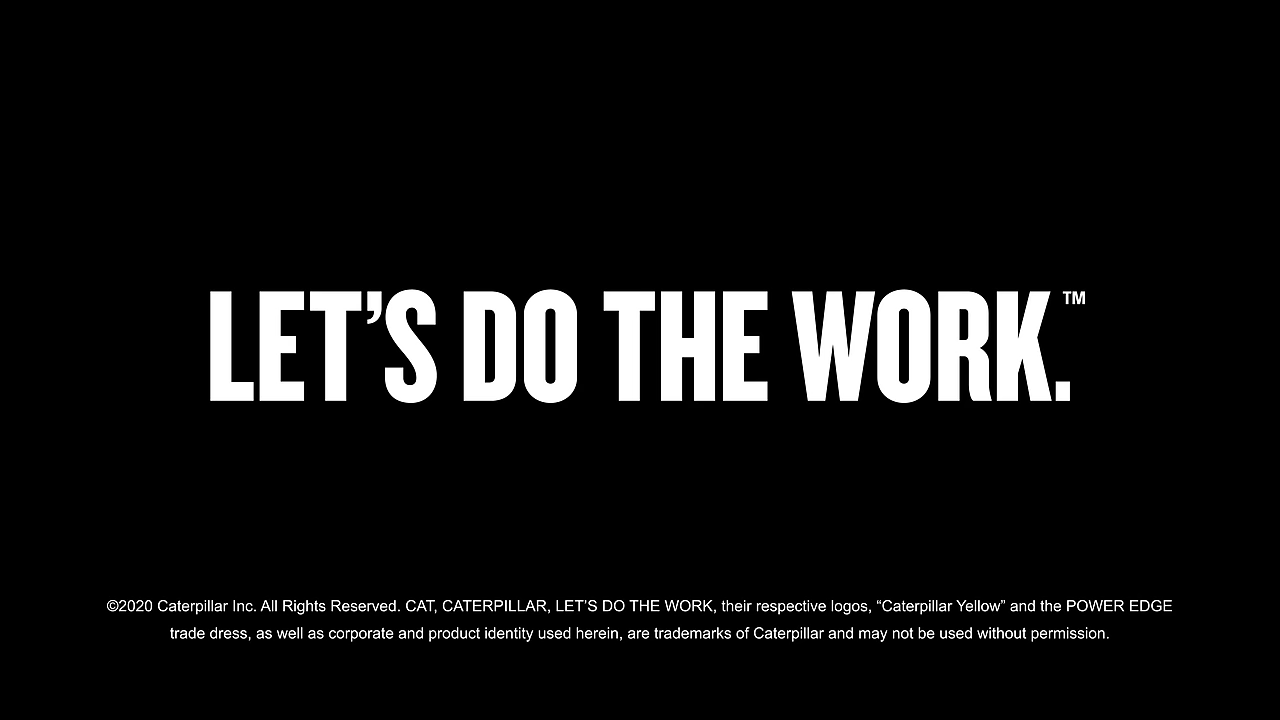 LET’S DO THE WORK.™
©2020 Caterpillar Inc. All Rights Reserved. CAT, CATERPILLAR, LET’S DO THE WORK, their respective logos, “Caterpillar Yellow” and the POWER EDGE
trade dress, as well as corporate and product identity used herein, are trademarks of Caterpillar and may not be used without permission.